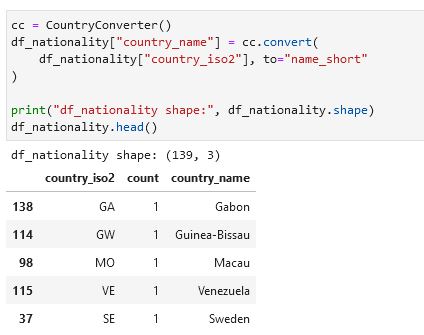 cc = CountryConverter()
df_nationality["country_name"] = cc.convert(
    df_nationality["country_iso2"], to="name_short"
)
print("df_nationality shape:", df_nationality.shape)
df_nationality.head()
df_nationality shape: (139, 3)
country_iso2 count country_name
138 GA 1 Gabon
114 GW 1 Guinea-Bissau
98 MO 1 Macau
115 VE 1 Venezuela
37 SE 1 Sweden